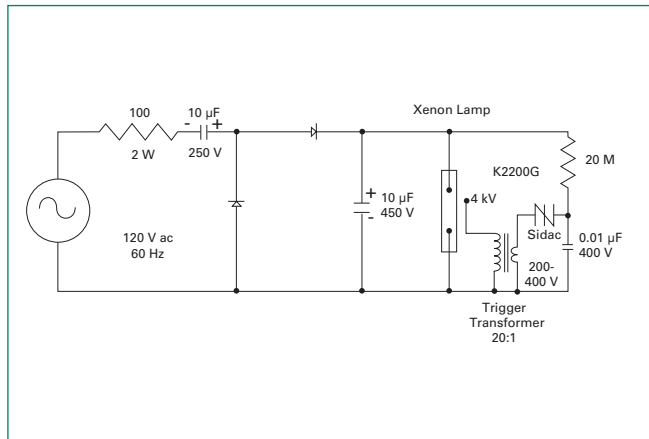 100
2 W
- 10 µF +
250 V
120 V ac
60 Hz
+
10 µF
450 V
-
Xenon Lamp
4 kV
K2200G
Sidac
20 M
0.01 µF
400 V
200-
400 V
Trigger
Transformer
20:1